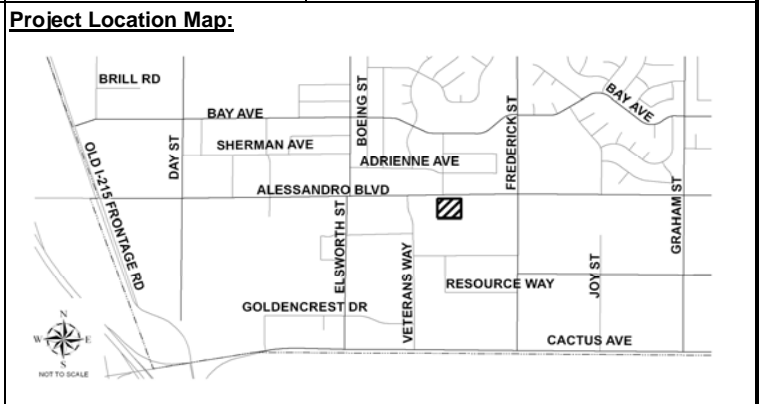 Project Location Map:
BRILL RD
BAY AVE
BOEING ST
BAY AVE
SHERMAN AVE
DAY ST
FREDERICK ST
ADRIENNE AVE
OLD I-215 FRONTAGE RD
ALESSANDRO BLVD
GRAHAM ST
ELSWORTH ST
VETERANS WAY
RESOURCE WAY
JOY ST
GOLDENCREST DR
CACTUS AVE
N
W E
S
NOT TO SCALE